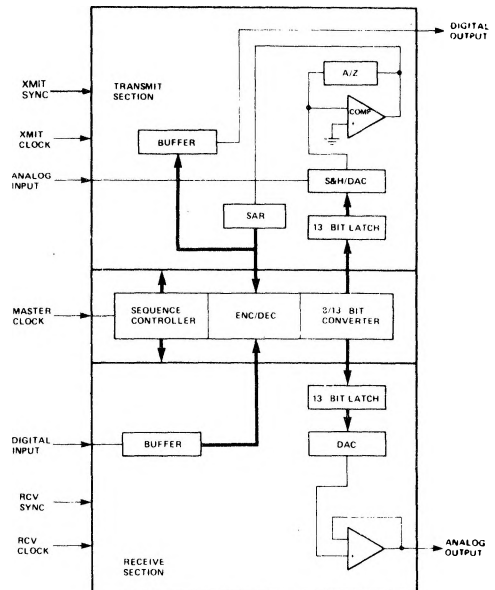 DIGITAL
OUTPUT
TRANSMIT
SECTION
A/Z
COMP
XMIT
SYNC
XMIT
CLOCK
BUFFER
ANALOG
INPUT
S&H/DAC
SAR
13 BIT LATCH
MASTER
CLOCK
SEQUENCE
CONTROLLER
ENC/DEC
8/13 BIT
CONVERTER
13 BIT LATCH
DIGITAL
INPUT
BUFFER
DAC
RCV
SYNC
RCV
CLOCK
ANALOG
OUTPUT
RECEIVE
SECTION